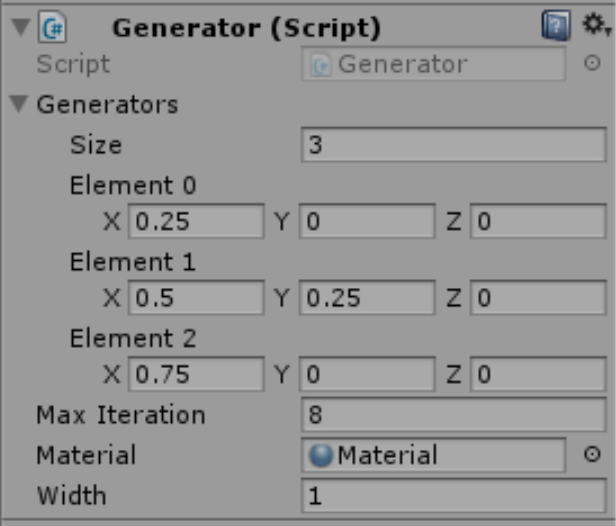 Generator (Script)
Script Generator
Generators
Size 3
Element 0
X 0.25 Y 0 Z 0
Element 1
X 0.5 Y 0.25 Z 0
Element 2
X 0.75 Y 0 Z 0
Max Iteration 8
Material Material
Width 1